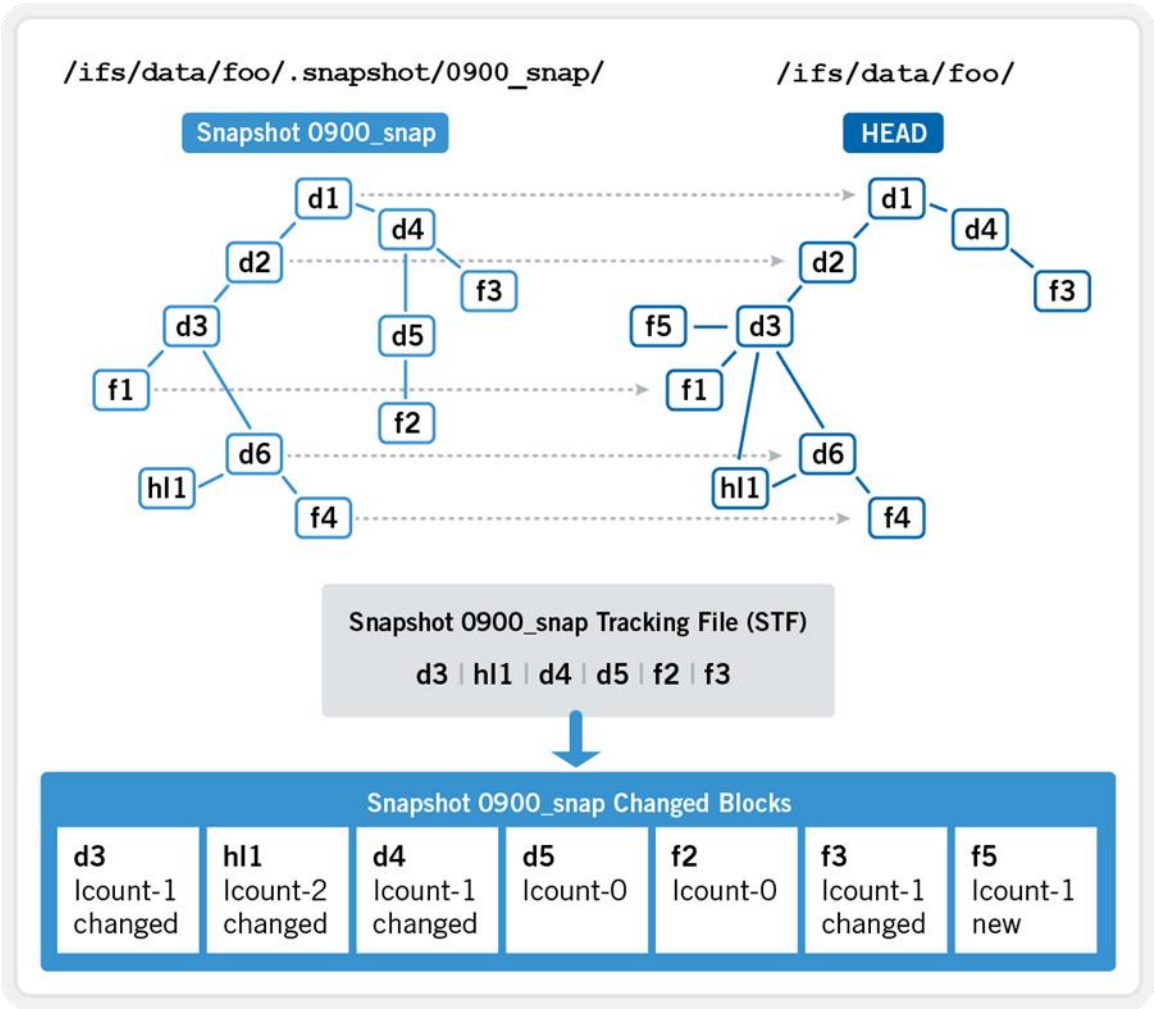 /ifs/data/foo/.snapshot/0900_snap/
Snapshot 0900_snap
d1
d4
d2
f3
d3
d5
f1
f2
d6
hl1
f4
/ifs/data/foo/
HEAD
d1
d4
d2
f3
f5
d3
f1
d6
hl1
f4
Snapshot 0900_snap Tracking File (STF)
d3 | hl1 | d4 | d5 | f2 | f3
Snapshot 0900_snap Changed Blocks
d3
lcount-1
changed
hl1
lcount-2
changed
d4
lcount-1
changed
d5
lcount-0
f2
lcount-0
f3
lcount-1
changed
f5
lcount-1
new